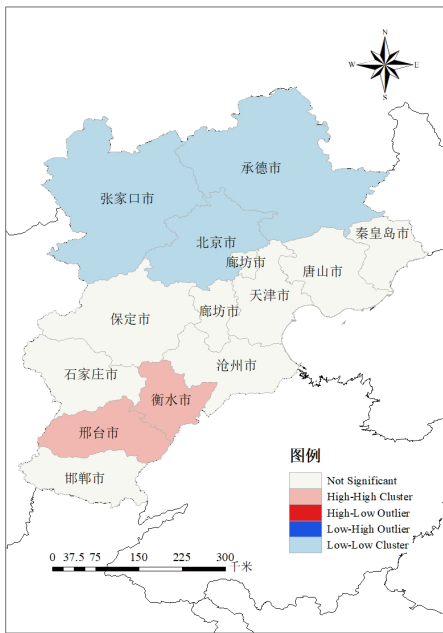 N
W
E
S
承德市
张家口市
秦皇岛市
北京市
廊坊市
唐山市
天津市
廊坊市
保定市
沧州市
石家庄市
衡水市
邢台市
邯郸市
图例
Not Significant
High-High Cluster
High-Low Outlier
Low-High Outlier
Low-Low Cluster
0 37.5 75 150 225 300
千米